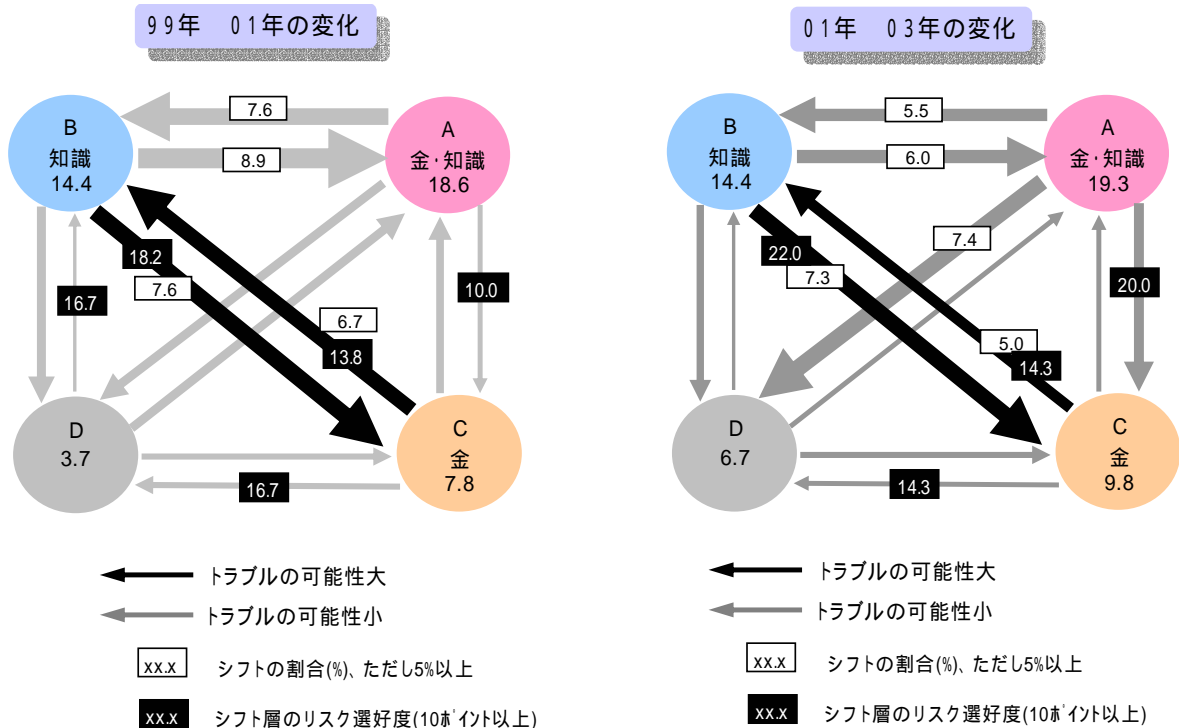 99年 01年の変化
B
知識
14.4
A
金・知識
18.6
7.6
8.9
18.2
7.6
16.7
10.0
6.7
13.8
D
3.7
C
金
7.8
16.7
トラブルの可能性大
トラブルの可能性小
xx.x シフトの割合(%)、ただし5%以上
xx.x シフト層のリスク選好度(10ポイント以上)
01年 03年の変化
B
知識
14.4
A
金・知識
19.3
5.5
6.0
7.4
22.0
7.3
20.0
5.0
14.3
D
6.7
C
金
9.8
14.3
トラブルの可能性大
トラブルの可能性小
xx.x シフトの割合(%)、ただし5%以上
xx.x シフト層のリスク選好度(10ポイント以上)